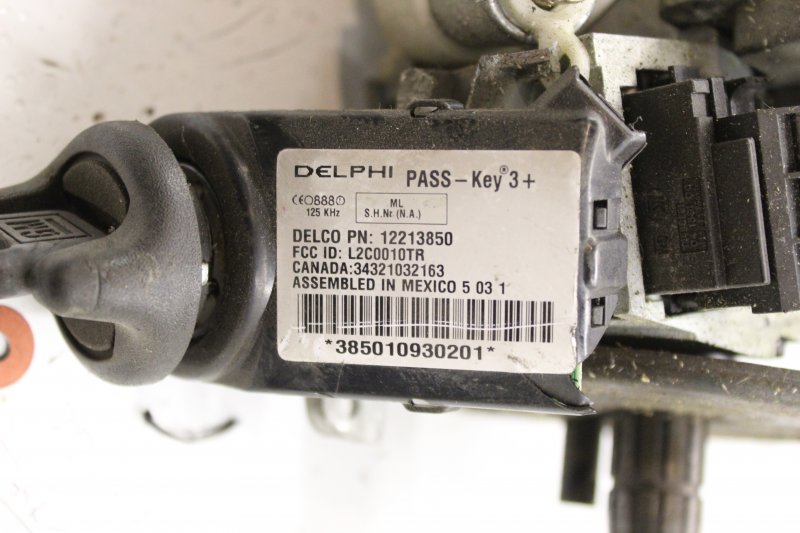 DELPHI PASS-Key®3+
CE0888
125 KHz
ML
S.H.Nr (N.A.)
DELCO PN: 12213850
FCC ID: L2C0010TR
CANADA:34321032163
ASSEMBLED IN MEXICO 5 03 1
*385010930201*